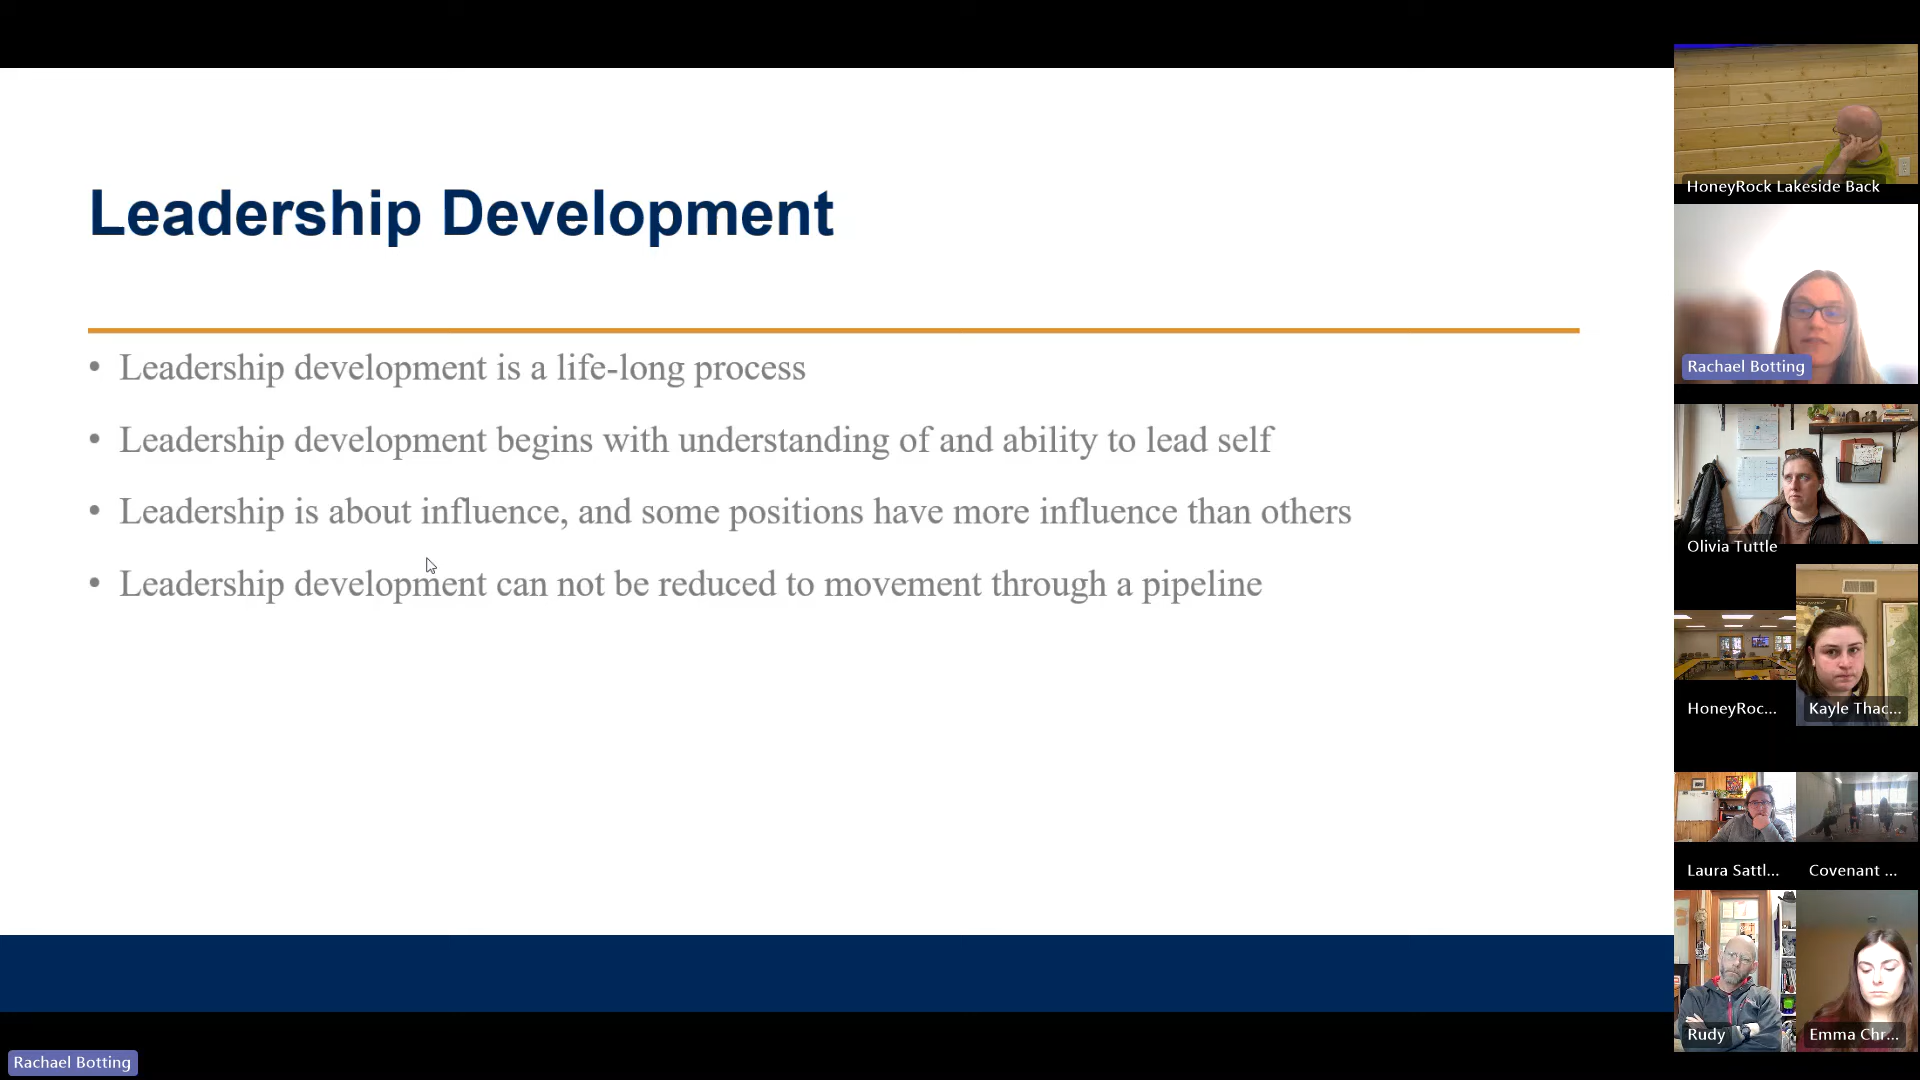 Leadership Development
• Leadership development is a life-long process
• Leadership development begins with understanding of and ability to lead self
• Leadership is about influence, and some positions have more influence than others
• Leadership development can not be reduced to movement through a pipeline
HoneyRock Lakeside Back
Rachael Botting
Olivia Tuttle
HoneyRoc...
Kayle Thac...
Laura Sattl...
Covenant ...
Rudy
Emma Chr...
Rachael Botting